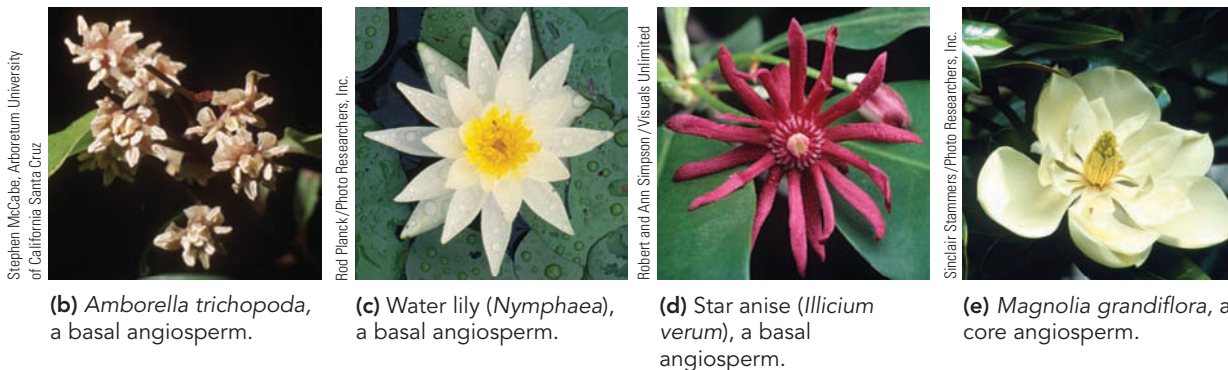 Stephen McCabe, Arboretum University
of California Santa Cruz
Rod Planck/Photo Researchers, Inc.
Robert and Ann Simpson/Visuals Unlimited
Sinclair Stammers/Photo Researchers, Inc.
(b) Amborella trichopoda,
a basal angiosperm.
(c) Water lily (Nymphaea),
a basal angiosperm.
(d) Star anise (Illicium
verum), a basal
angiosperm.
(e) Magnolia grandiflora, a
core angiosperm.